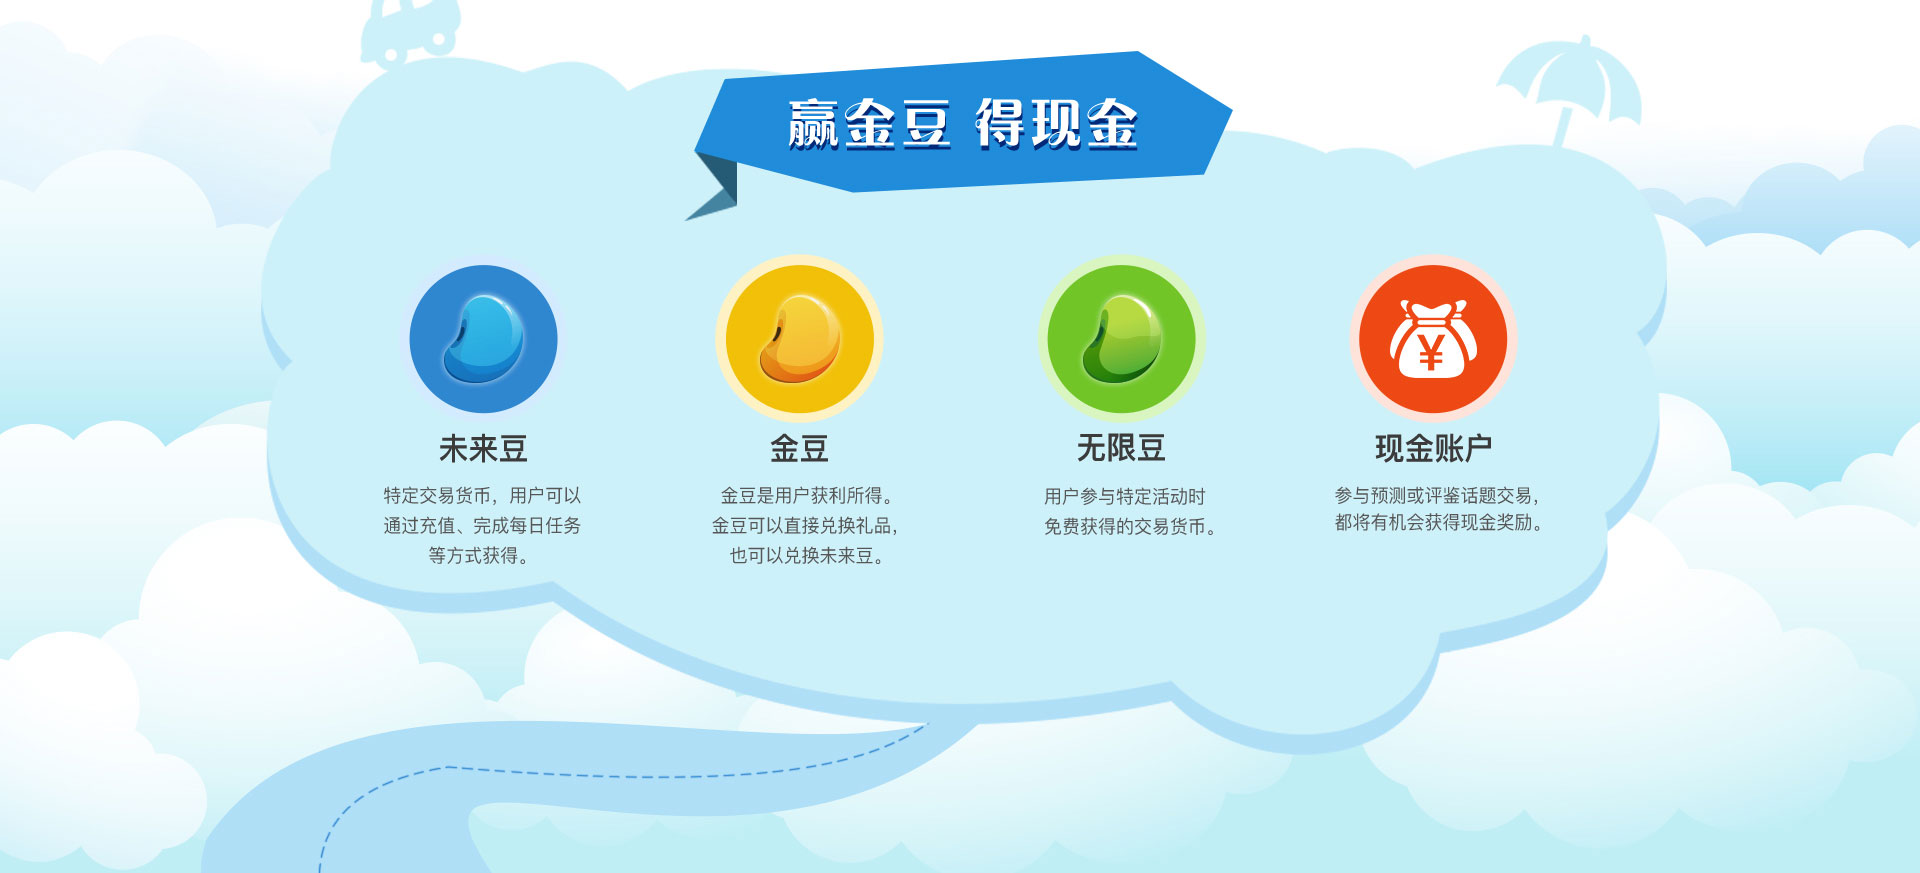 赢金豆 得现金
未来豆
特定交易货币，用户可以
通过充值、完成每日任务
等方式获得。
金豆
金豆是用户获利所得。
金豆可以直接兑换礼品，
也可以兑换未来豆。
无限豆
用户参与特定活动时
免费获得的交易货币。
¥
现金账户
参与预测或评鉴话题交易，
都将有机会获得现金奖励。